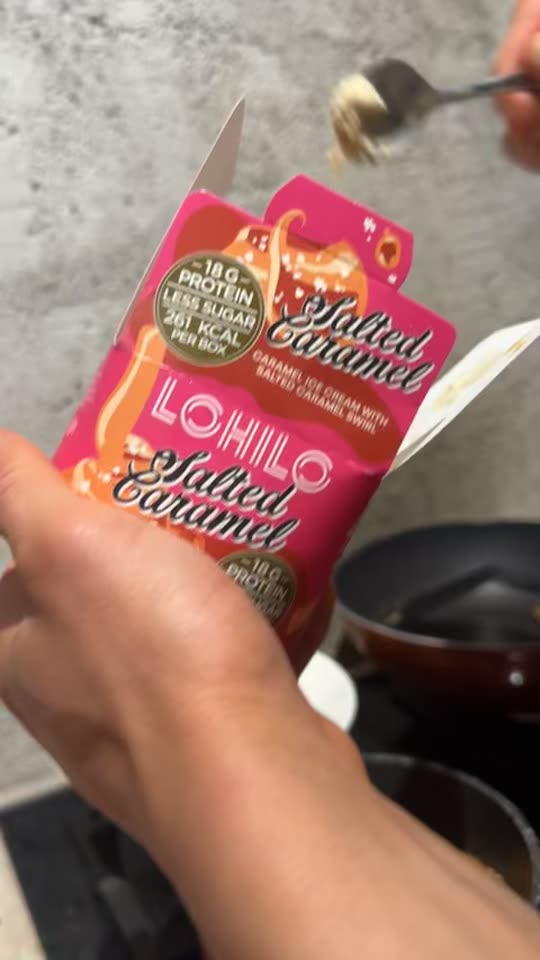 18 G
PROTEIN
LESS SUGAR
261 KCAL
PER BOX
Salted
Caramel
CARAMEL ICE CREAM WITH
SALTED CARAMEL SWIRL
LOHILO
Salted
Caramel
18 G
PROTEIN